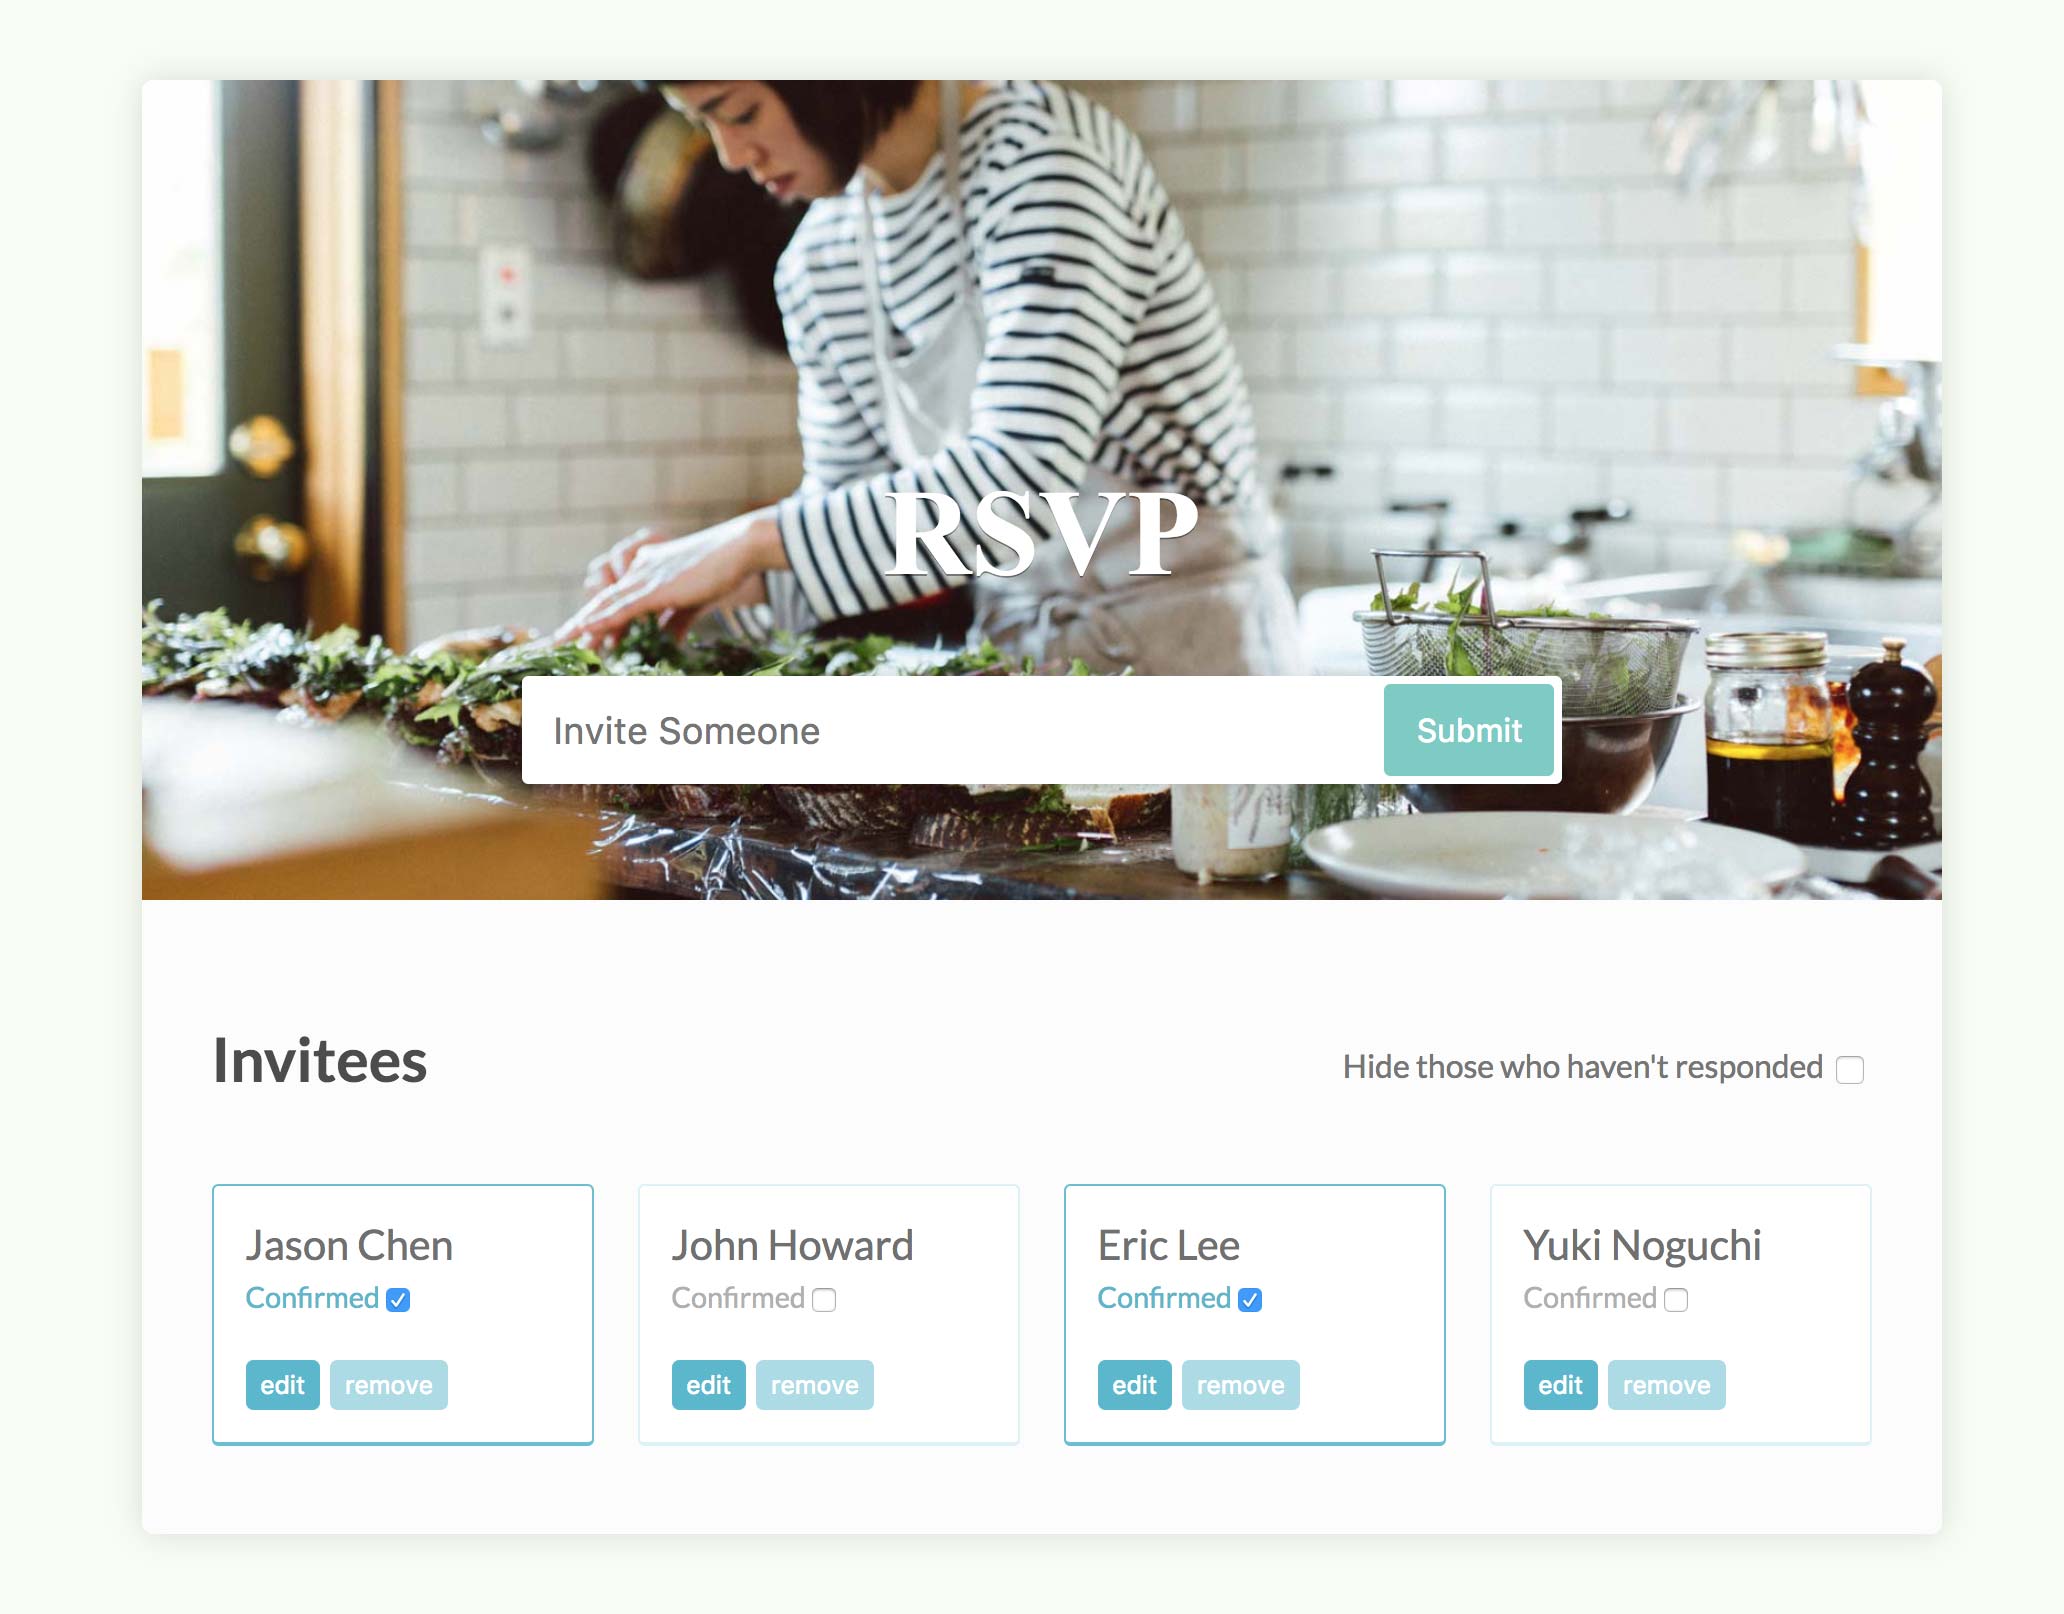 RSVP
Invite Someone Submit
Invitees Hide those who haven't responded
Jason Chen John Howard Eric Lee Yuki Noguchi
Confirmed Confirmed Confirmed Confirmed
edit remove edit remove edit remove edit remove